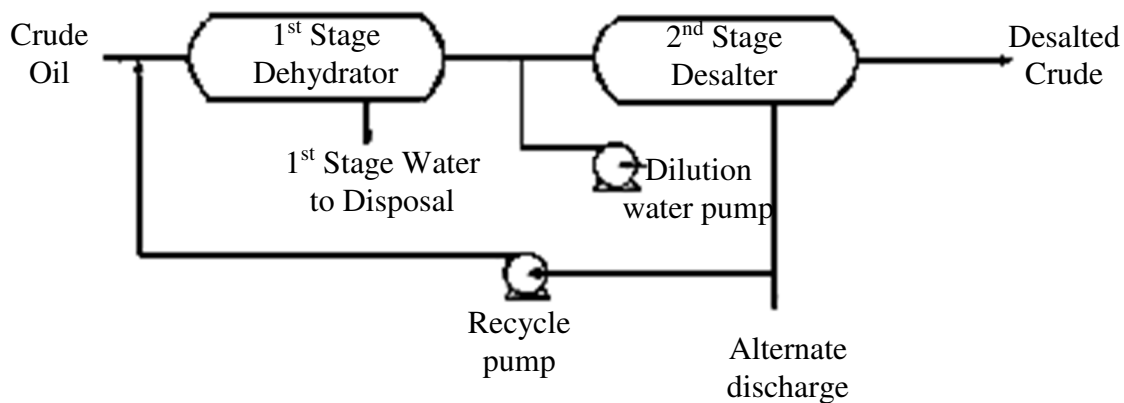 Crude
Oil
1st Stage
Dehydrator
2nd Stage
Desalter
Desalted
Crude
1st Stage Water
to Disposal
Dilution
water pump
Recycle
pump
Alternate
discharge